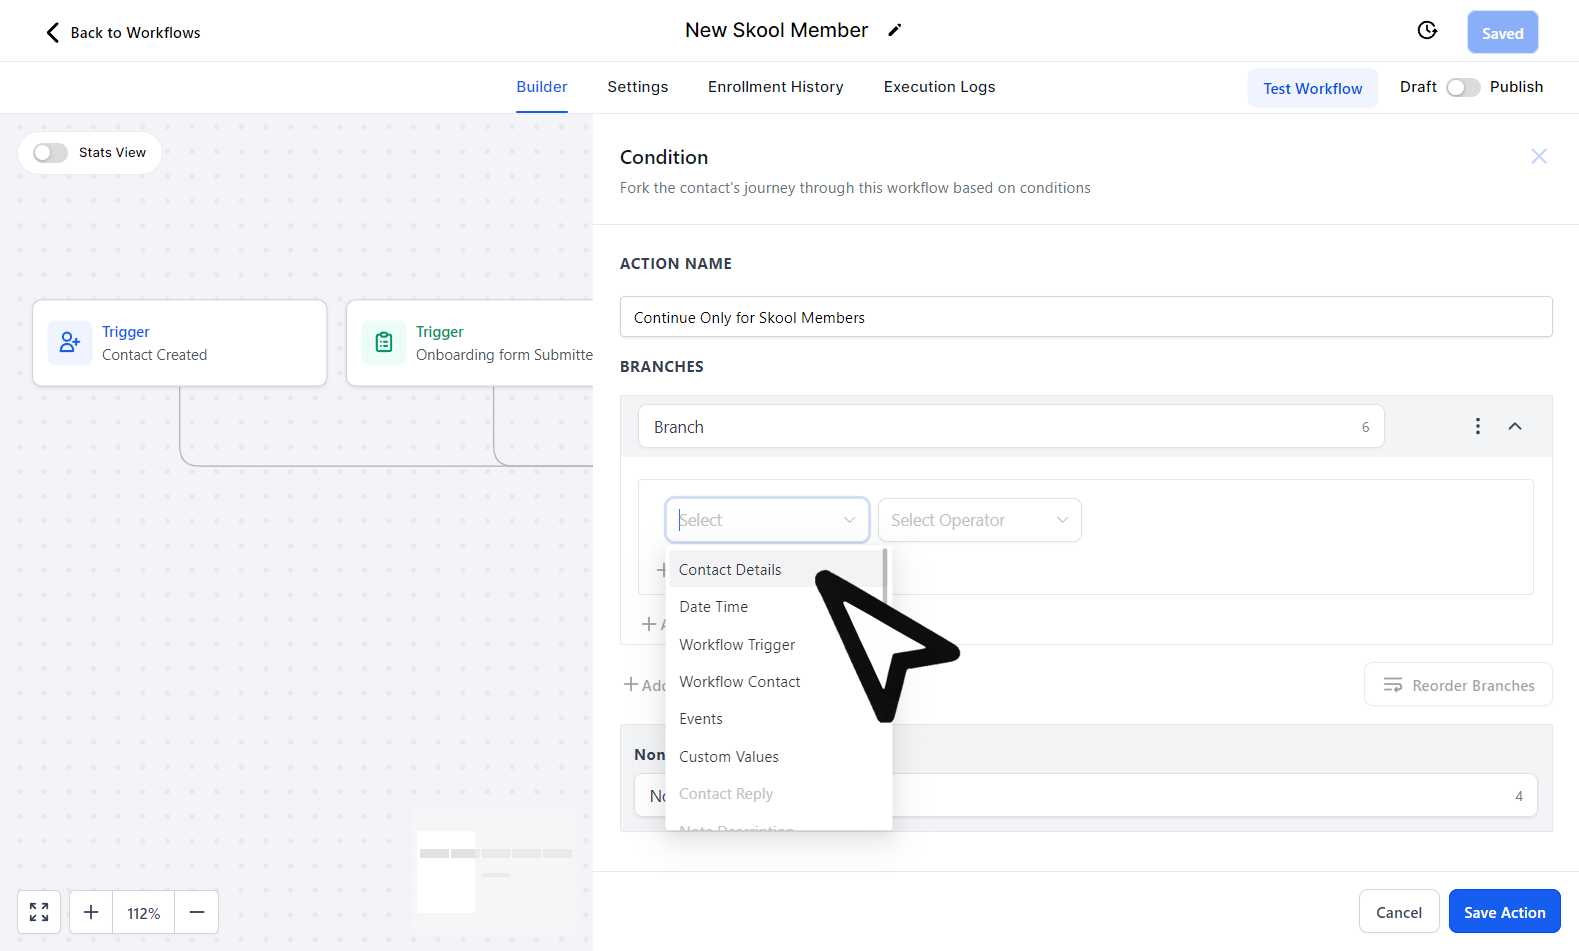 Back to Workflows
New Skool Member
Saved
Builder
Settings
Enrollment History
Execution Logs
Test Workflow
Draft
Publish
Stats View
Trigger
Contact Created
Trigger
Onboarding form Submitte
Condition
Fork the contact's journey through this workflow based on conditions
ACTION NAME
Continue Only for Skool Members
BRANCHES
Branch
6
Select
Select Operator
Contact Details
Date Time
Workflow Trigger
Workflow Contact
Events
Custom Values
Contact Reply
Note Description
Add
Reorder Branches
Non
No
4
112%
Cancel
Save Action